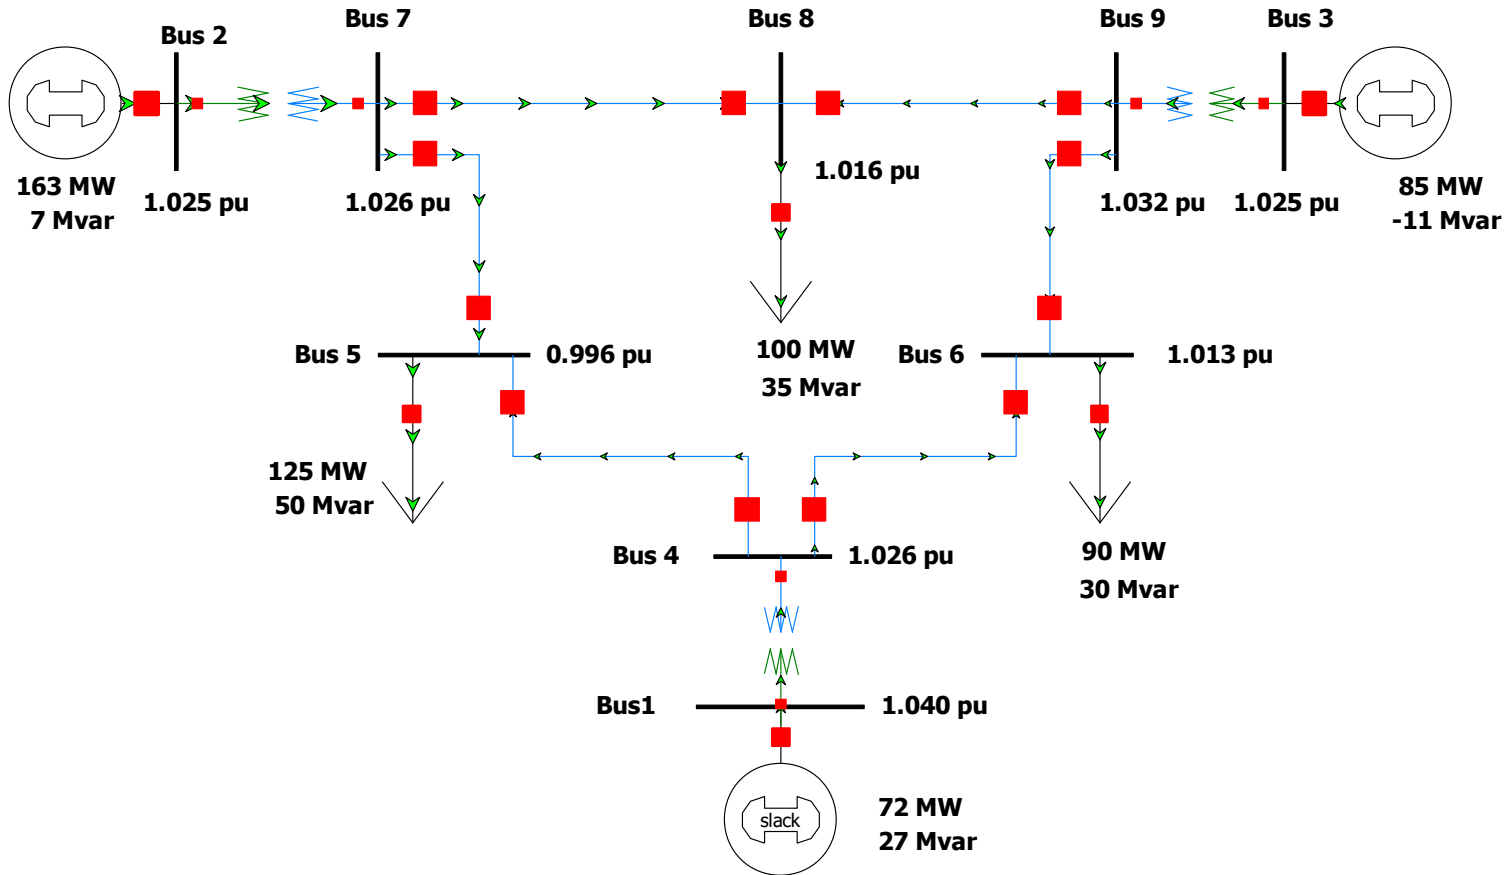 Bus 2
Bus 7
Bus 8
Bus 9
Bus 3
163 MW
7 Mvar
1.025 pu
1.026 pu
1.016 pu
1.032 pu
1.025 pu
85 MW
-11 Mvar
Bus 5
0.996 pu
100 MW
35 Mvar
Bus 6
1.013 pu
125 MW
50 Mvar
Bus 4
1.026 pu
90 MW
30 Mvar
Bus1
1.040 pu
slack
72 MW
27 Mvar